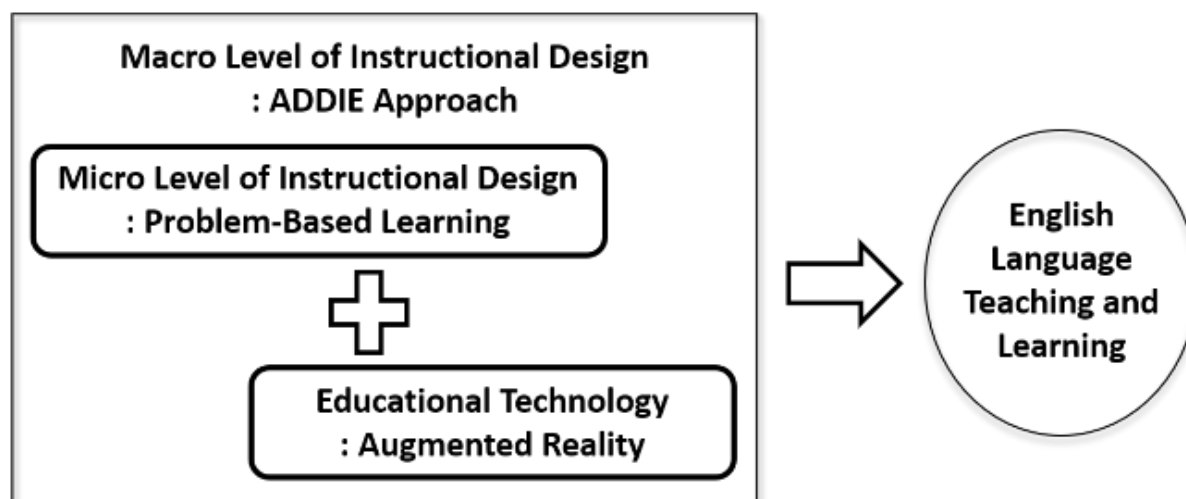 Macro Level of Instructional Design
: ADDIE Approach
Micro Level of Instructional Design
: Problem-Based Learning
Educational Technology
: Augmented Reality
English
Language
Teaching and
Learning